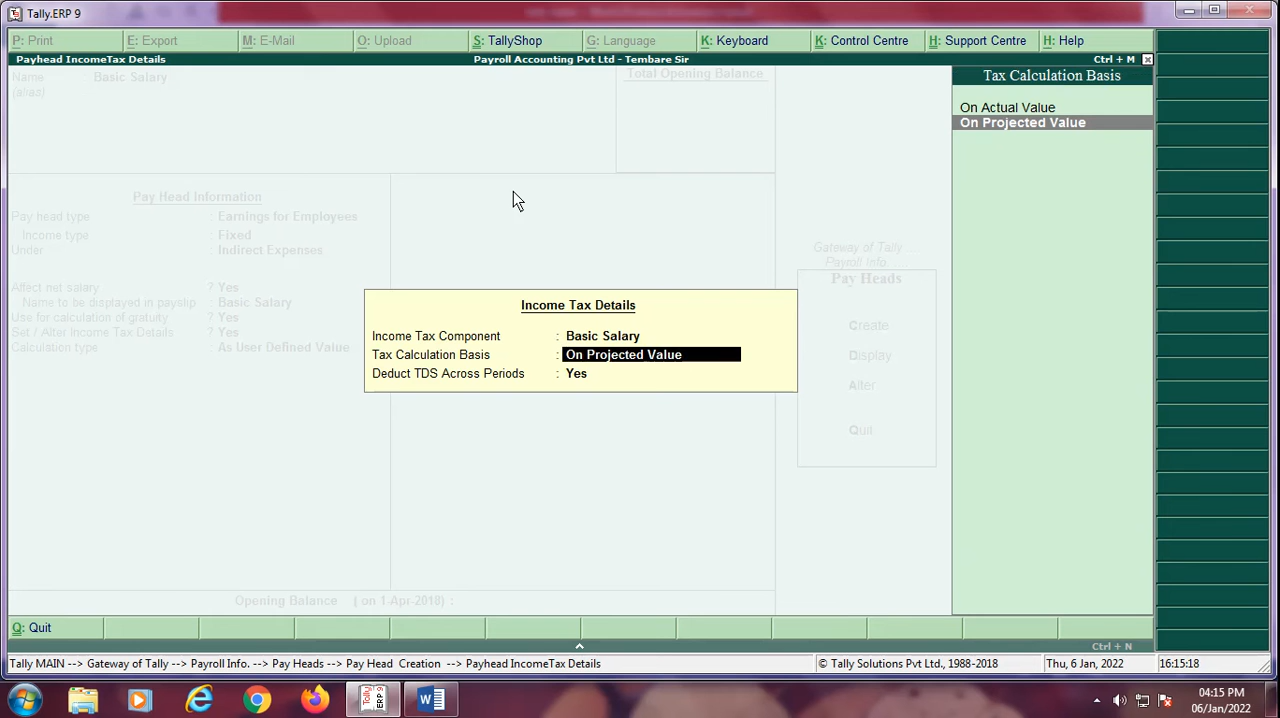 Tally.ERP 9
P: Print E: Export M: E-Mail O: Upload S: TallyShop G: Language K: Keyboard K: Control Centre H: Support Centre H: Help
Payhead IncomeTax Details Payroll Accounting Pvt Ltd - Tembare Sir Ctrl + M
Name Basic Salary
(alias)
Total Opening Balance
Tax Calculation Basis
On Actual Value
On Projected Value
Pay Head Information
Pay head type : Earnings for Employees
Income type : Fixed
Under : Indirect Expenses
Affect net salary ? Yes
Name to be displayed in payslip : Basic Salary
Use for calculation of gratuity ? Yes
Set / Alter Income Tax Details ? Yes
Calculation type : As User Defined Value
Income Tax Details
Income Tax Component : Basic Salary
Tax Calculation Basis : On Projected Value
Deduct TDS Across Periods : Yes
Gateway of Tally ...
Payroll Info. ...
Pay Heads
Create
Display
Alter
Quit
Opening Balance ( on 1-Apr-2018) :
Q: Quit
Ctrl + N
Tally MAIN --> Gateway of Tally --> Payroll Info. --> Pay Heads --> Pay Head Creation --> Payhead IncomeTax Details © Tally Solutions Pvt Ltd., 1988-2018 Thu, 6 Jan, 2022 16:15:18
04:15 PM
06/Jan/2022